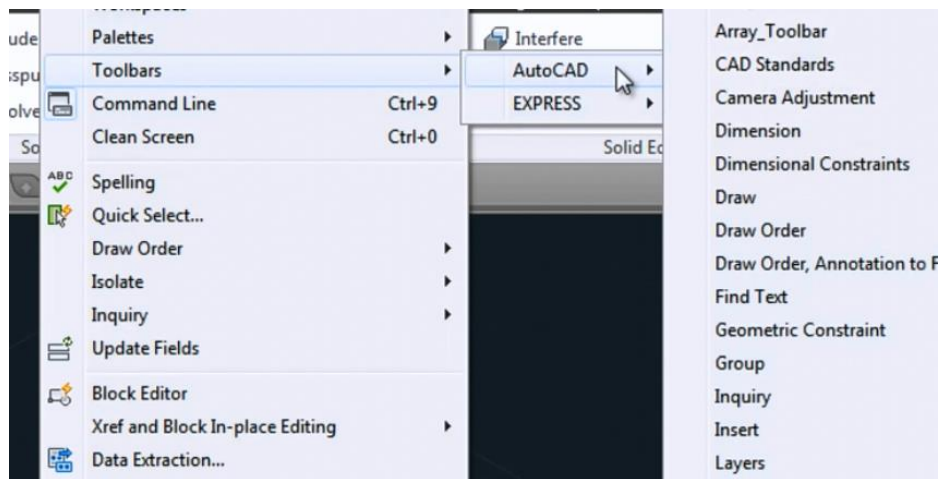 Palettes
Toolbars
Command Line Ctrl+9
Clean Screen Ctrl+0
ABC
Spelling
Quick Select...
Draw Order
Isolate
Inquiry
Update Fields
Block Editor
Xref and Block In-place Editing
Data Extraction...
Interfere
AutoCAD
EXPRESS
Solid Ed
Array_Toolbar
CAD Standards
Camera Adjustment
Dimension
Dimensional Constraints
Draw
Draw Order
Draw Order, Annotation to F
Find Text
Geometric Constraint
Group
Inquiry
Insert
Layers